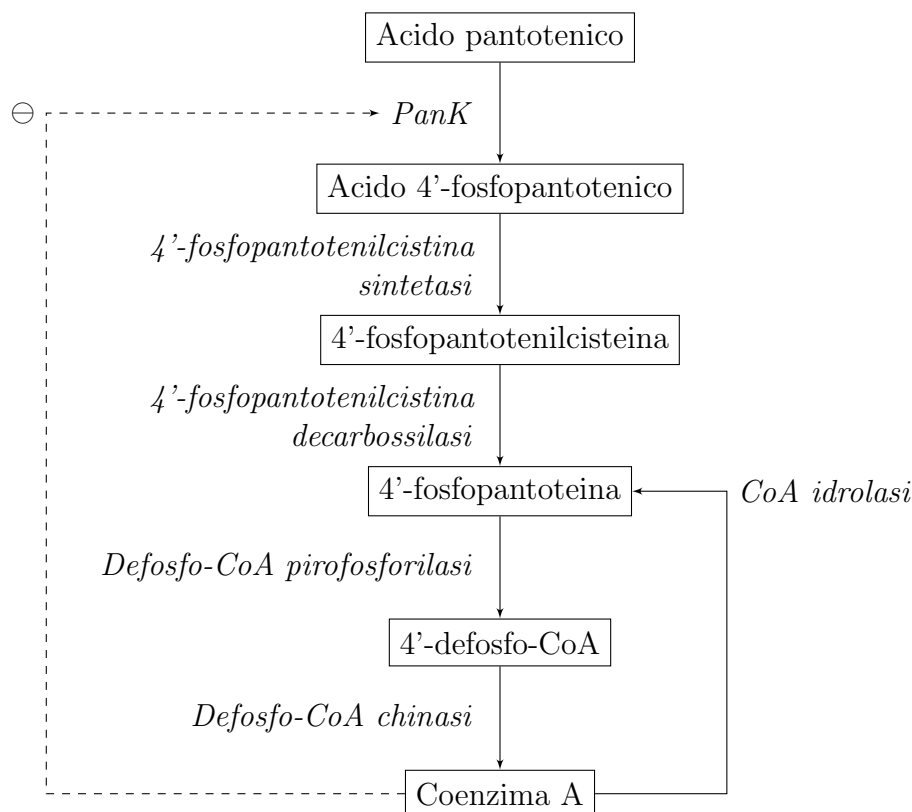 Acido pantotenico
⊖
PanK
Acido 4'-fosfopantotenico
4'-fosfopantotenilcistina
sintetasi
4'-fosfopantotenilcisteina
4'-fosfopantotenilcistina
decarbossilasi
4'-fosfopantoteina
CoA idrolasi
Defosfo-CoA pirofosforilasi
4'-defosfo-CoA
Defosfo-CoA chinasi
Coenzima A